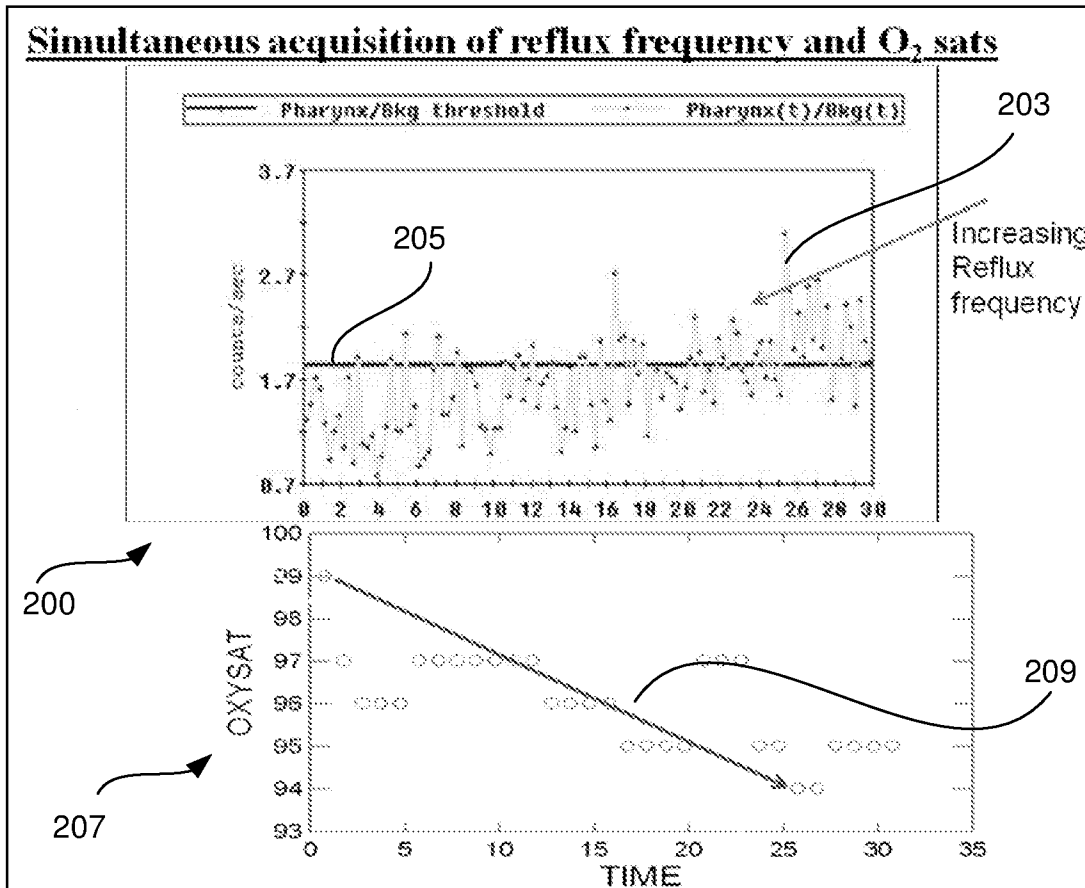 Simultaneous acquisition of reflux frequency and O₂ sats
Pharynx/Bkg threshold Pharynx(t)/Bkg(t)
203
3.7
205
Increasing
Reflux
frequency
2.7
counts/sec
1.7
0.7
0 2 4 6 8 10 12 14 16 18 20 22 24 26 28 30
200
100
99
98
97
96
95
94
93
OXYSAT
209
207
0 5 10 15 20 25 30 35
TIME